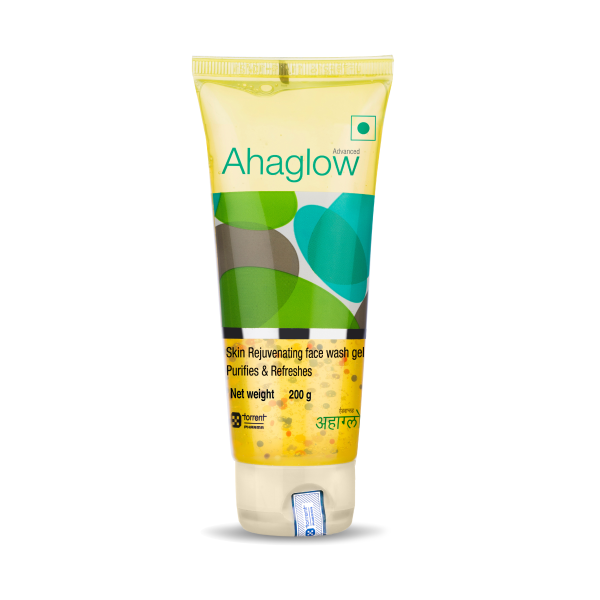 Advanced
Ahaglow
Skin Rejuvenating face wash gel
Purifies & Refreshes
Net weight 200 g
torrent
अहाग्लो